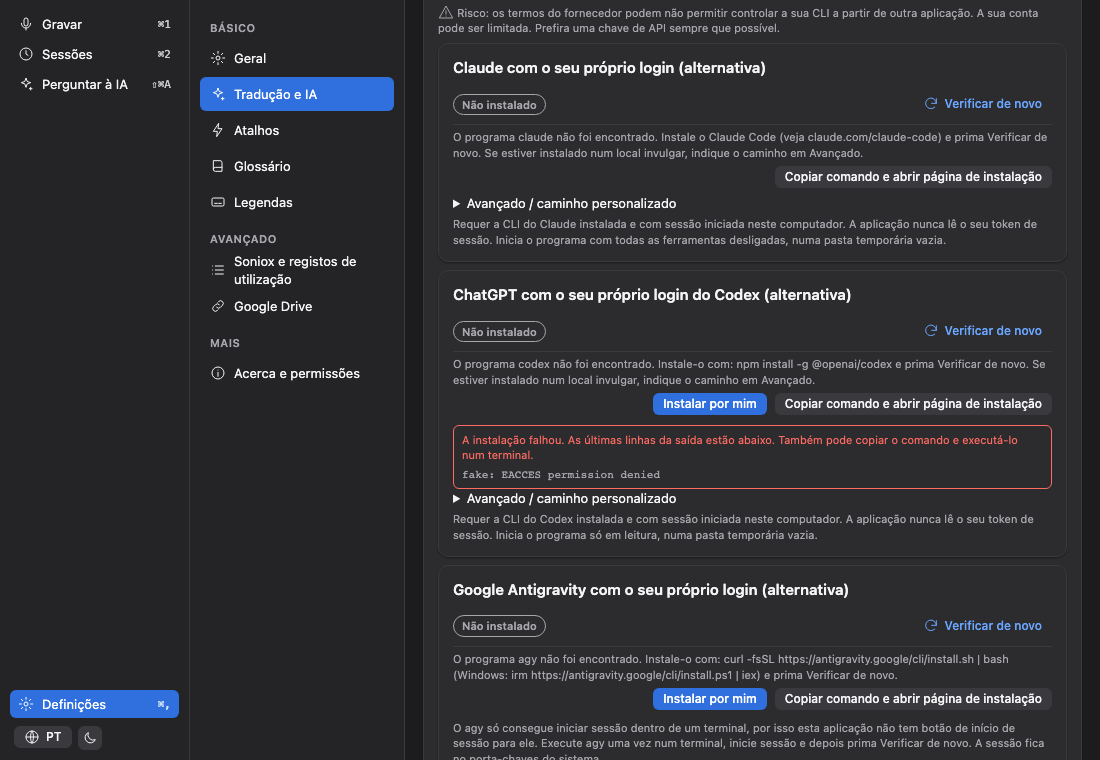 Gravar ⌘1
Sessões ⌘2
Perguntar à IA ⇧⌘A
Definições ⌘,
PT
BÁSICO
Geral
Tradução e IA
Atalhos
Glossário
Legendas
AVANÇADO
Soniox e registos de
utilização
Google Drive
MAIS
Acerca e permissões
⚠ Risco: os termos do fornecedor podem não permitir controlar a sua CLI a partir de outra aplicação. A sua conta
pode ser limitada. Prefira uma chave de API sempre que possível.
Claude com o seu próprio login (alternativa)
Não instalado
Verificar de novo
O programa claude não foi encontrado. Instale o Claude Code (veja claude.com/claude-code) e prima Verificar de
novo. Se estiver instalado num local invulgar, indique o caminho em Avançado.
Copiar comando e abrir página de instalação
▶ Avançado / caminho personalizado
Requer a CLI do Claude instalada e com sessão iniciada neste computador. A aplicação nunca lê o seu token de
sessão. Inicia o programa com todas as ferramentas desligadas, numa pasta temporária vazia.
ChatGPT com o seu próprio login do Codex (alternativa)
Não instalado
Verificar de novo
O programa codex não foi encontrado. Instale-o com: npm install -g @openai/codex e prima Verificar de novo. Se
estiver instalado num local invulgar, indique o caminho em Avançado.
Instalar por mim
Copiar comando e abrir página de instalação
A instalação falhou. As últimas linhas da saída estão abaixo. Também pode copiar o comando e executá-lo
num terminal.
fake: EACCES permission denied
▶ Avançado / caminho personalizado
Requer a CLI do Codex instalada e com sessão iniciada neste computador. A aplicação nunca lê o seu token de
sessão. Inicia o programa só em leitura, numa pasta temporária vazia.
Google Antigravity com o seu próprio login (alternativa)
Não instalado
Verificar de novo
O programa agy não foi encontrado. Instale-o com: curl -fsSL https://antigravity.google/cli/install.sh | bash
(Windows: irm https://antigravity.google/cli/install.ps1 | iex) e prima Verificar de novo.
Instalar por mim
Copiar comando e abrir página de instalação
O agy só consegue iniciar sessão dentro de um terminal, por isso esta aplicação não tem botão de início de
sessão para ele. Execute agy uma vez num terminal, inicie sessão e depois prima Verificar de novo. A sessão fica
no porta-chaves do sistema.